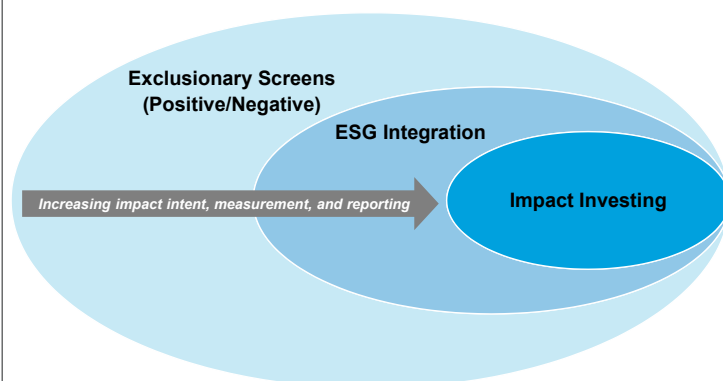 Exclusionary Screens
(Positive/Negative)
ESG Integration
Increasing impact intent, measurement, and reporting
Impact Investing